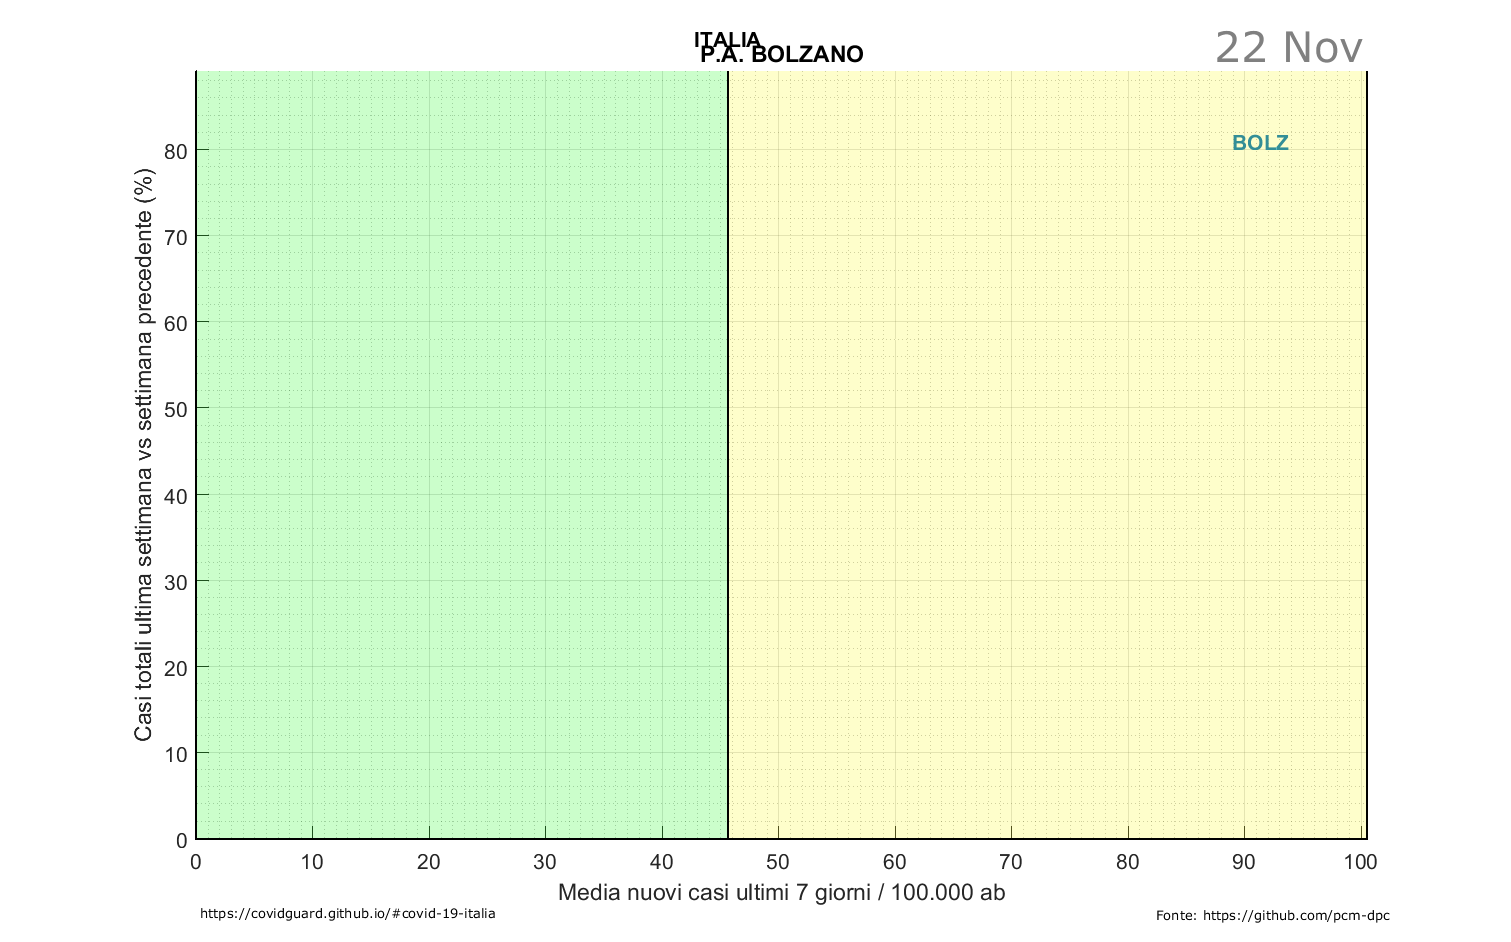 ITALIA
P.A. BOLZANO
22 Nov
BOLZ
Casi totali ultima settimana vs settimana precedente (%)
80
70
60
50
40
30
20
10
0
0 10 20 30 40 50 60 70 80 90 100
Media nuovi casi ultimi 7 giorni / 100.000 ab
https://covidguard.github.io/#covid-19-italia
Fonte: https://github.com/pcm-dpc